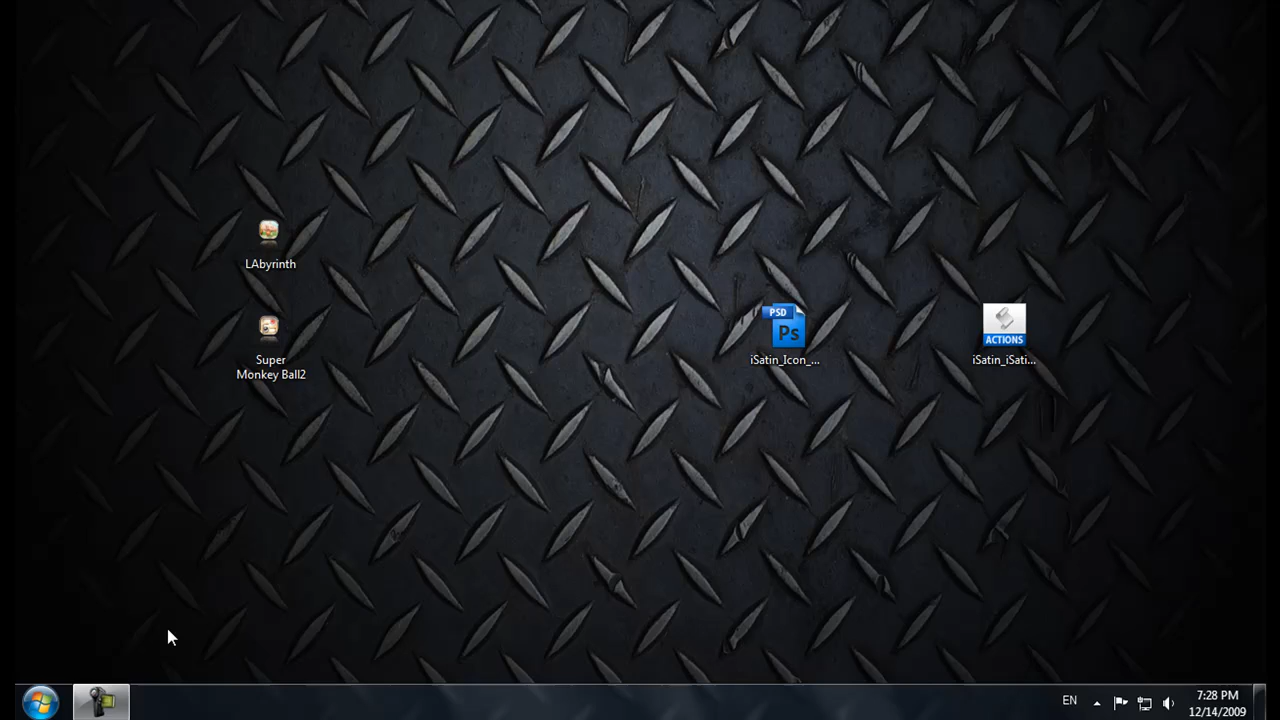 LAbyrinth
Super
Monkey Ball2
PSD
Ps
iSatin_Icon_...
ACTIONS
iSatin_iSati...
EN
7:28 PM
12/14/2009